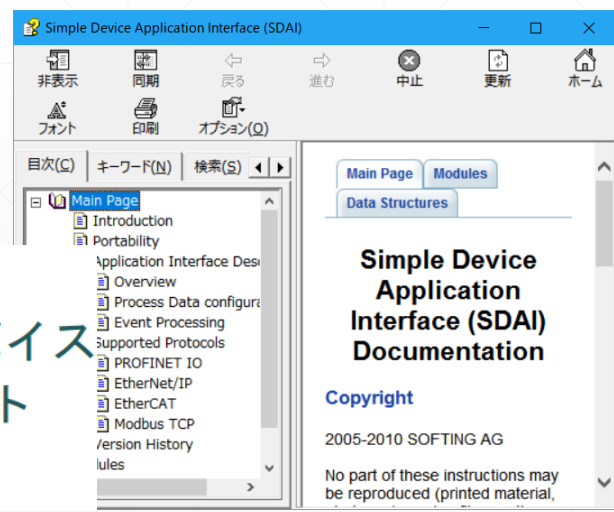 Simple Device Application Interface (SDAI)
非表示 同期 戻る 進む 中止 更新 ホーム
フォント 印刷 オプション(O)
目次(C) キーワード(N) 検索(S)
Main Page
Introduction
Portability
Application Interface
Overview
Process Data
Event Processing
Supported Protocols
PROFINET IO
EtherNet/IP
EtherCAT
Modbus TCP
Version History
イス
ト
Main Page Modules
Data Structures
Simple Device
Application
Interface (SDAI)
Documentation
Copyright
2005-2010 SOFTING AG
No part of these instructions may
be reproduced (printed material,